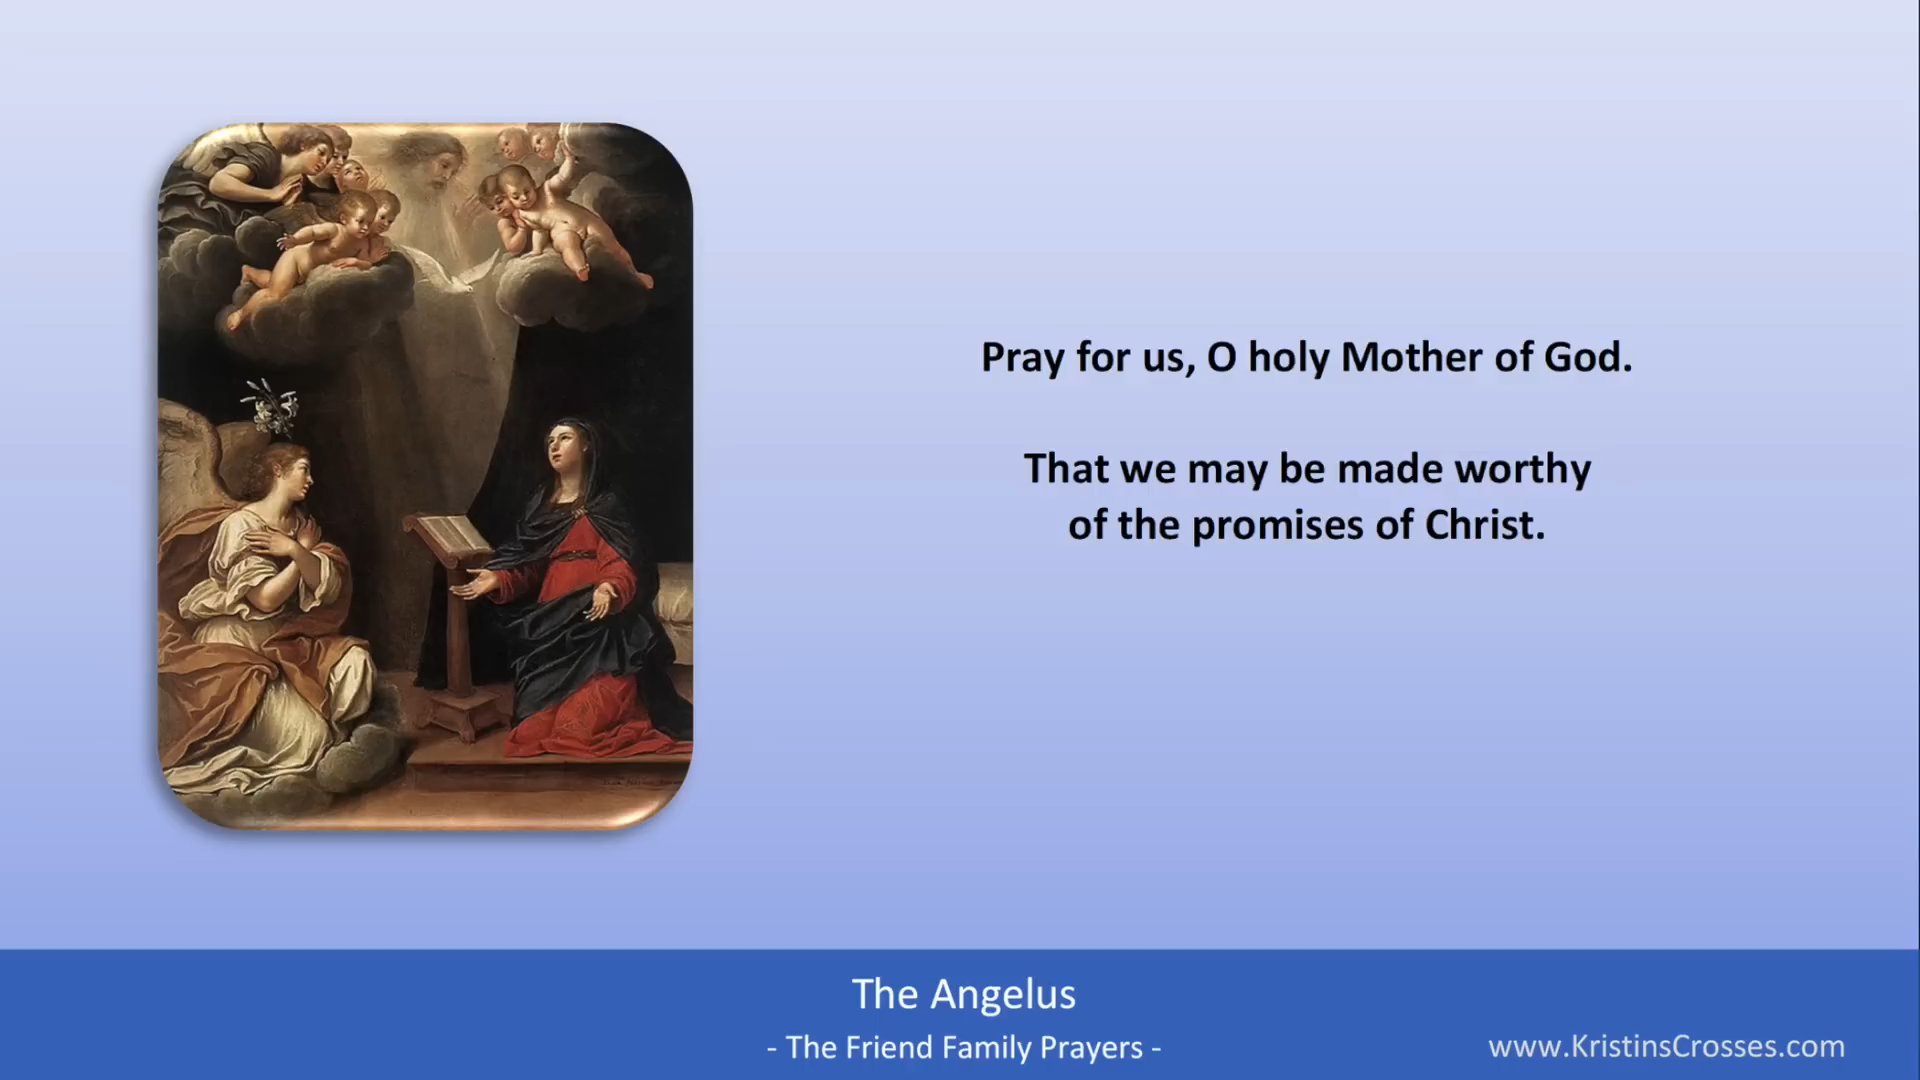 Pray for us, O holy Mother of God.
That we may be made worthy
of the promises of Christ.
The Angelus
- The Friend Family Prayers -
www.KristinsCrosses.com